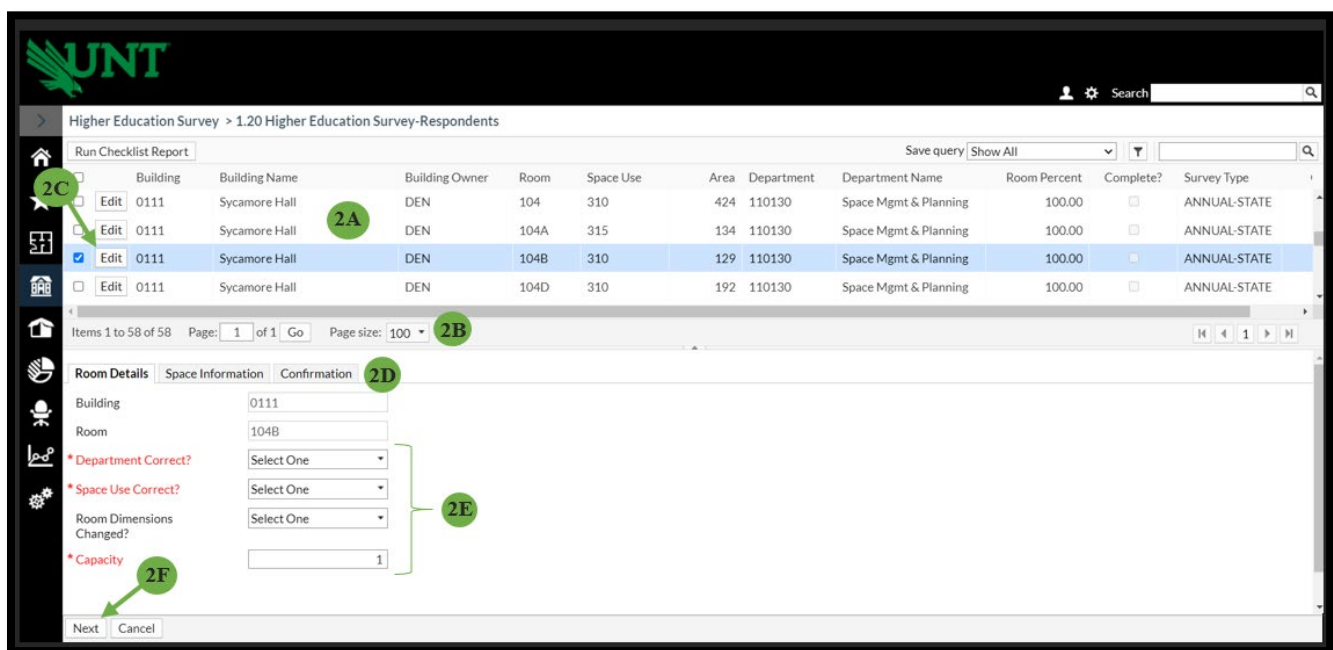 UNT
Search
Higher Education Survey > 1.20 Higher Education Survey-Respondents
Run Checklist Report Save query Show All
Building Building Name Building Owner Room Space Use Area Department Department Name Room Percent Complete? Survey Type
2C
Edit 0111 Sycamore Hall DEN 104 310 424 110130 Space Mgmt & Planning 100.00 ANNUAL-STATE
2A
Edit 0111 Sycamore Hall DEN 104A 315 134 110130 Space Mgmt & Planning 100.00 ANNUAL-STATE
Edit 0111 Sycamore Hall DEN 104B 310 129 110130 Space Mgmt & Planning 100.00 ANNUAL-STATE
Edit 0111 Sycamore Hall DEN 104D 310 192 110130 Space Mgmt & Planning 100.00 ANNUAL-STATE
Items 1 to 58 of 58 Page: 1 of 1 Go Page size: 100 2B 1
Room Details Space Information Confirmation 2D
Building 0111
Room 104B
* Department Correct? Select One
* Space Use Correct? Select One
2E
Room Dimensions Select One
Changed?
* Capacity 1
2F
Next Cancel